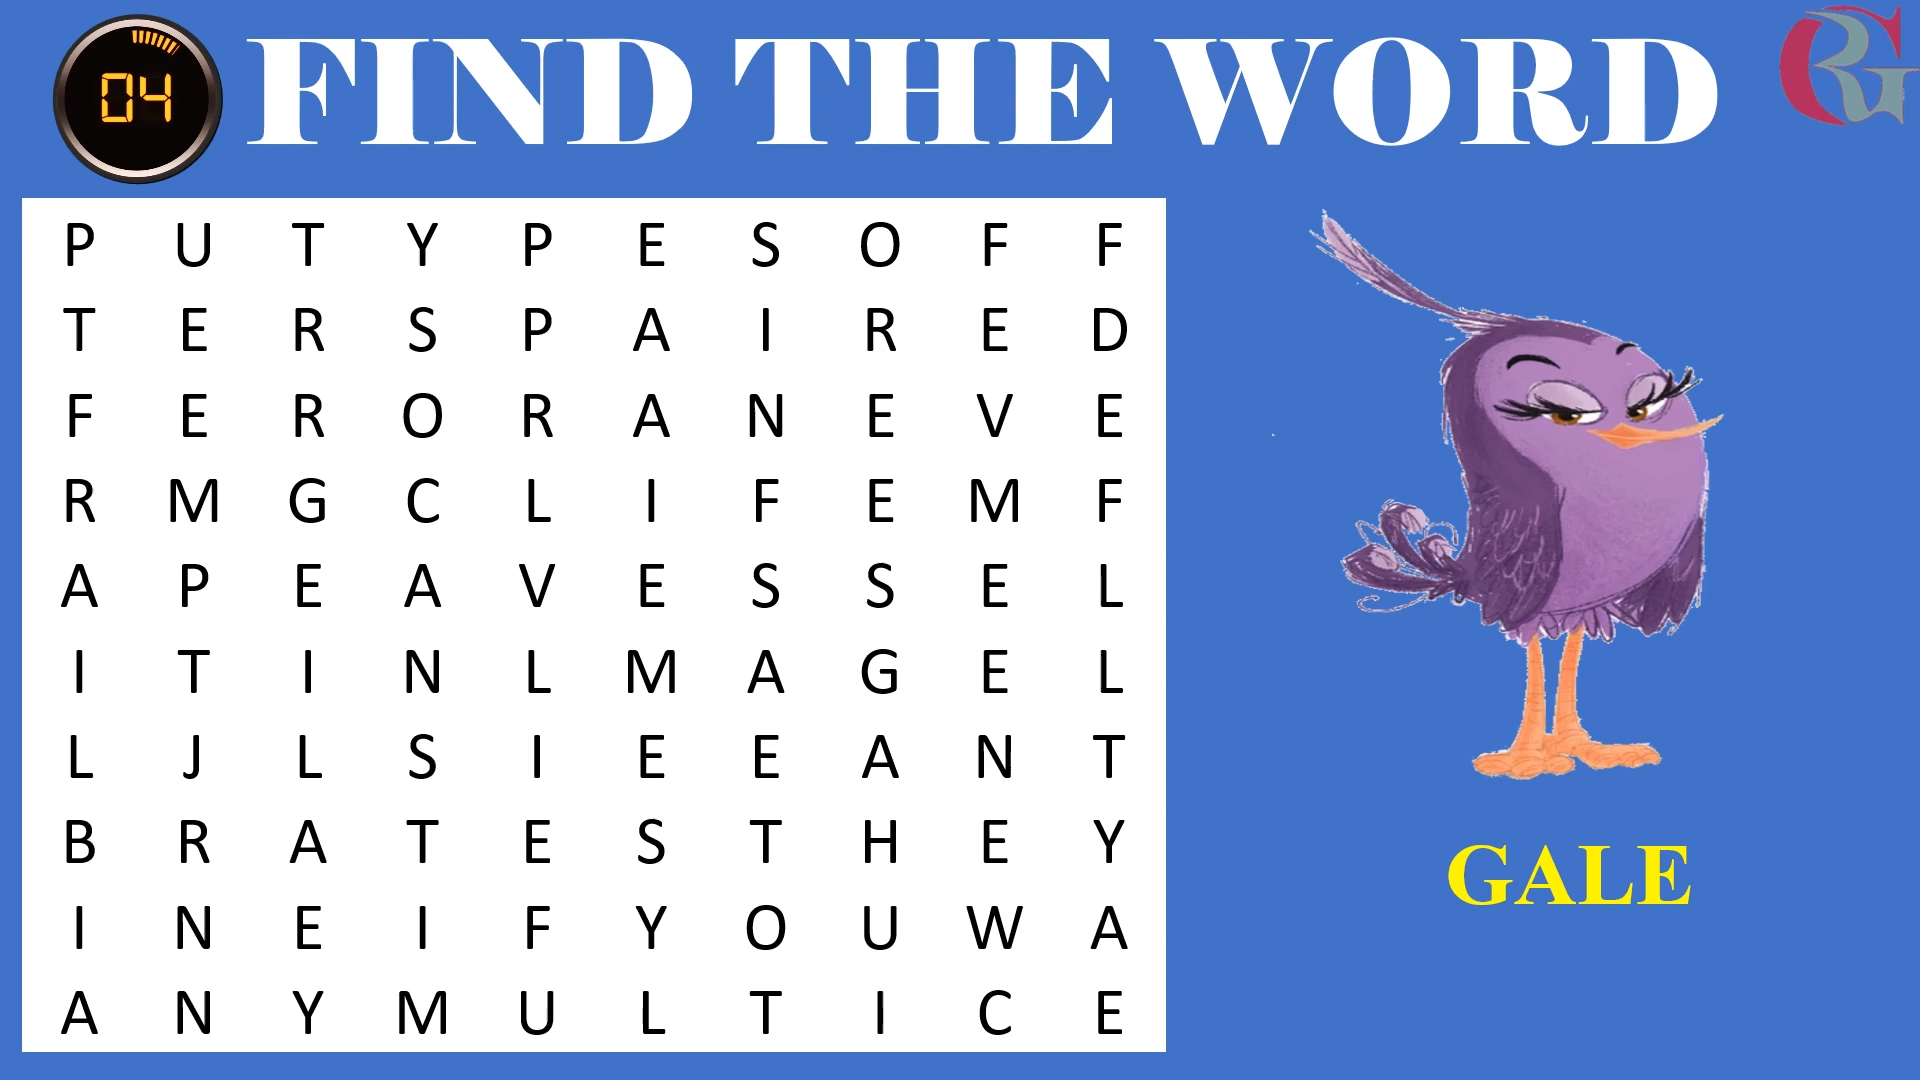 04
FIND THE WORD
P U T Y P E S O F F
T E R S P A I R E D
F E R O R A N E V E
R M G C L I F E M F
A P E A V E S S E L
I T I N L M A G E L
L J L S I E E A N T
B R A T E S T H E Y
I N E I F Y O U W A
A N Y M U L T I C E
GALE